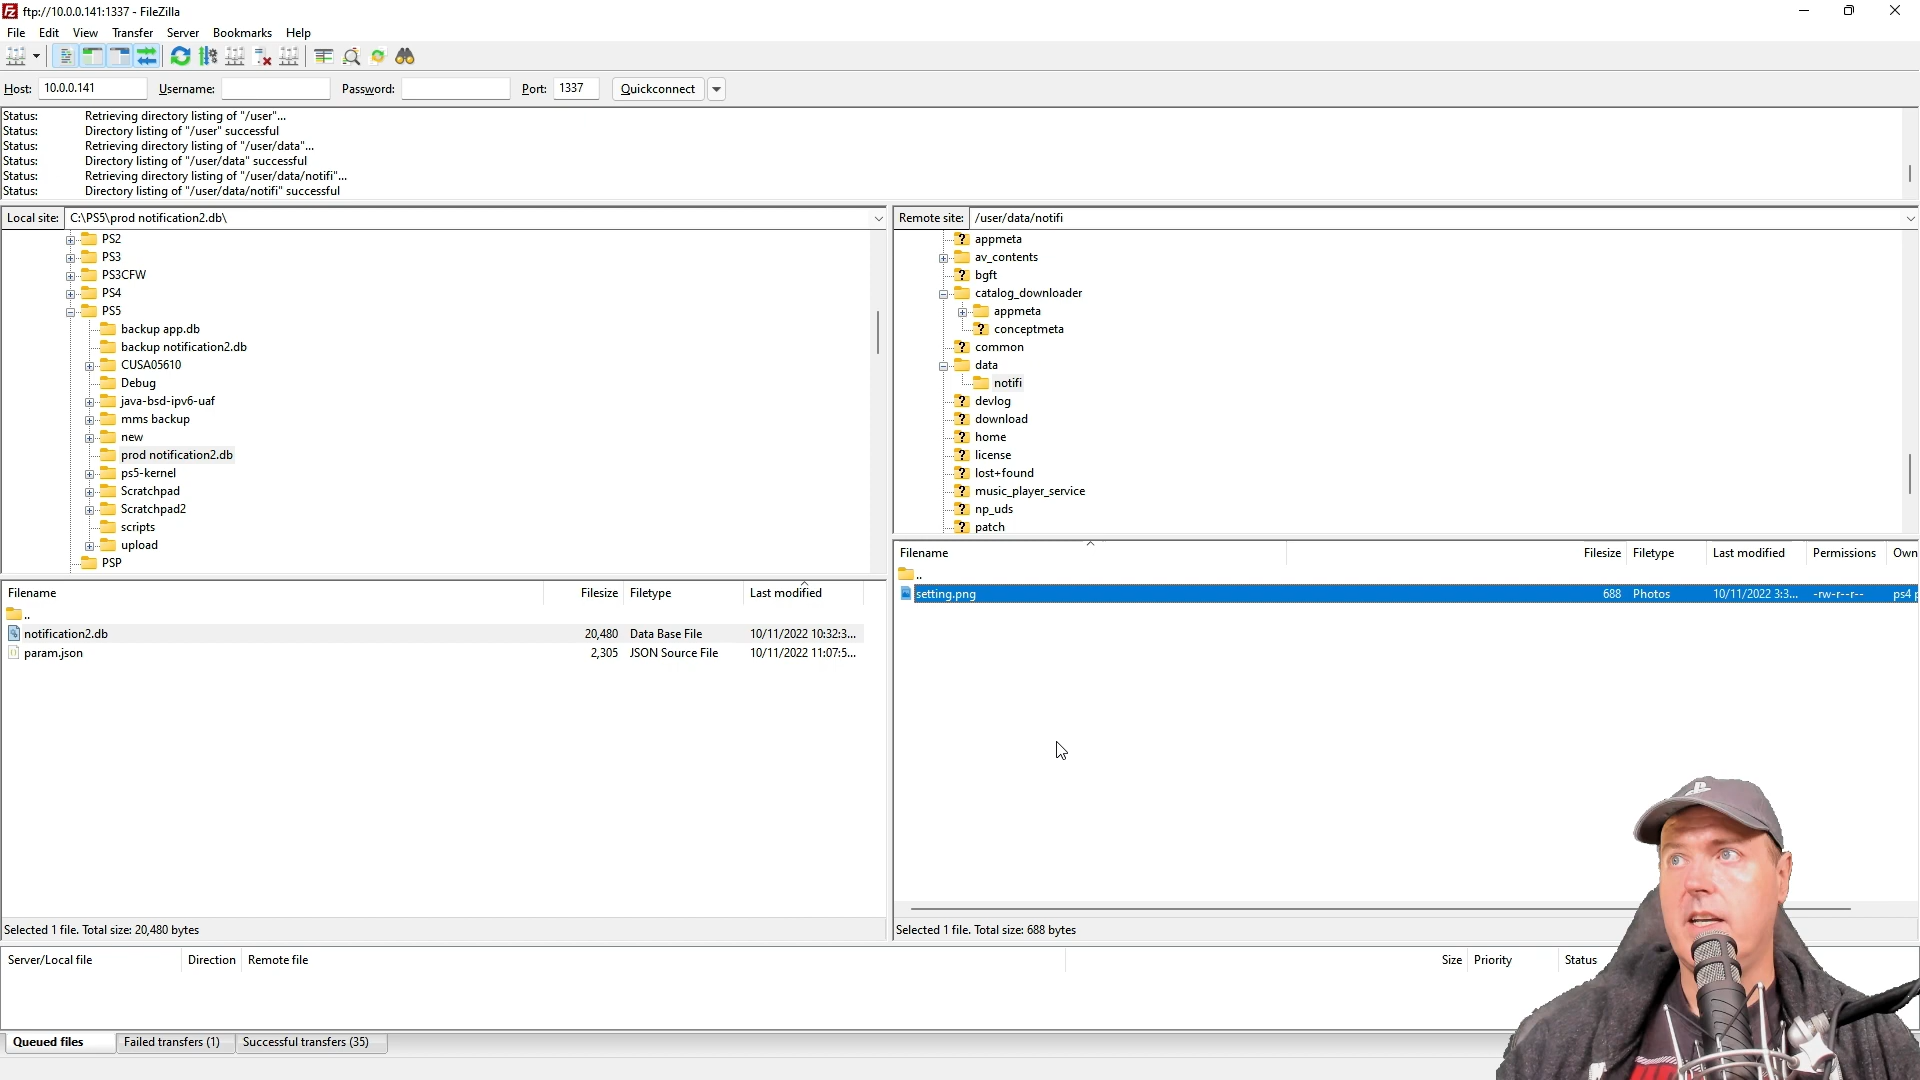 ftp://10.0.0.141:1337 - FileZilla
File Edit View Transfer Server Bookmarks Help
Host: 10.0.0.141 Username: Password: Port: 1337 Quickconnect
Status: Retrieving directory listing of "/user"...
Status: Directory listing of "/user" successful
Status: Retrieving directory listing of "/user/data"...
Status: Directory listing of "/user/data" successful
Status: Retrieving directory listing of "/user/data/notifi"...
Status: Directory listing of "/user/data/notifi" successful
Local site: C:\PS5\prod notification2.db\
PS2
PS3
PS3CFW
PS4
PS5
backup app.db
backup notification2.db
CUSA05610
Debug
java-bsd-ipv6-uaf
mms backup
new
prod notification2.db
ps5-kernel
Scratchpad
Scratchpad2
scripts
upload
PSP
Filename Filesize Filetype Last modified
..
notification2.db 20,480 Data Base File 10/11/2022 10:32:3...
param.json 2,305 JSON Source File 10/11/2022 11:07:5...
Selected 1 file. Total size: 20,480 bytes
Remote site: /user/data/notifi
appmeta
av_contents
bgft
catalog_downloader
appmeta
conceptmeta
common
data
notifi
devlog
download
home
license
lost+found
music_player_service
np_uds
patch
Filename Filesize Filetype Last modified Permissions Own
..
setting.png 688 Photos 10/11/2022 3:3... -rw-r--r-- ps4 p
Selected 1 file. Total size: 688 bytes
Server/Local file Direction Remote file Size Priority Status
Queued files Failed transfers (1) Successful transfers (35)